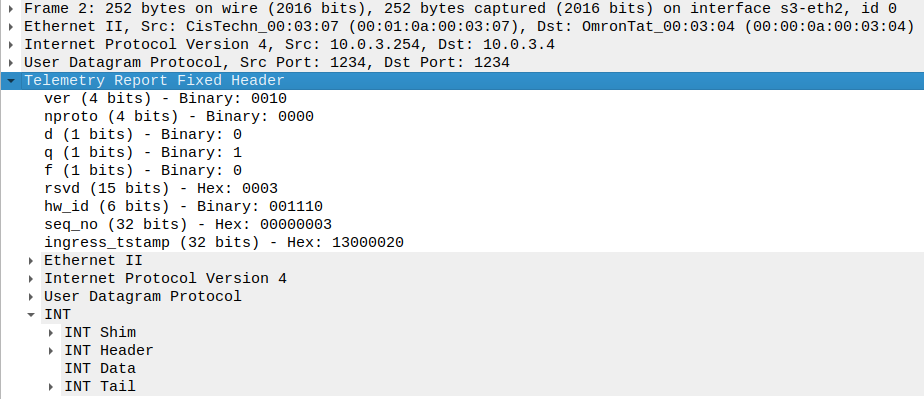 Frame 2: 252 bytes on wire (2016 bits), 252 bytes captured (2016 bits) on interface s3-eth2, id 0
Ethernet II, Src: CisTechn_00:03:07 (00:01:0a:00:03:07), Dst: OmronTat_00:03:04 (00:00:0a:00:03:04)
Internet Protocol Version 4, Src: 10.0.3.254, Dst: 10.0.3.4
User Datagram Protocol, Src Port: 1234, Dst Port: 1234
Telemetry Report Fixed Header
ver (4 bits) - Binary: 0010
nproto (4 bits) - Binary: 0000
d (1 bits) - Binary: 0
q (1 bits) - Binary: 1
f (1 bits) - Binary: 0
rsvd (15 bits) - Hex: 0003
hw_id (6 bits) - Binary: 001110
seq_no (32 bits) - Hex: 00000003
ingress_tstamp (32 bits) - Hex: 13000020
Ethernet II
Internet Protocol Version 4
User Datagram Protocol
INT
INT Shim
INT Header
INT Data
INT Tail